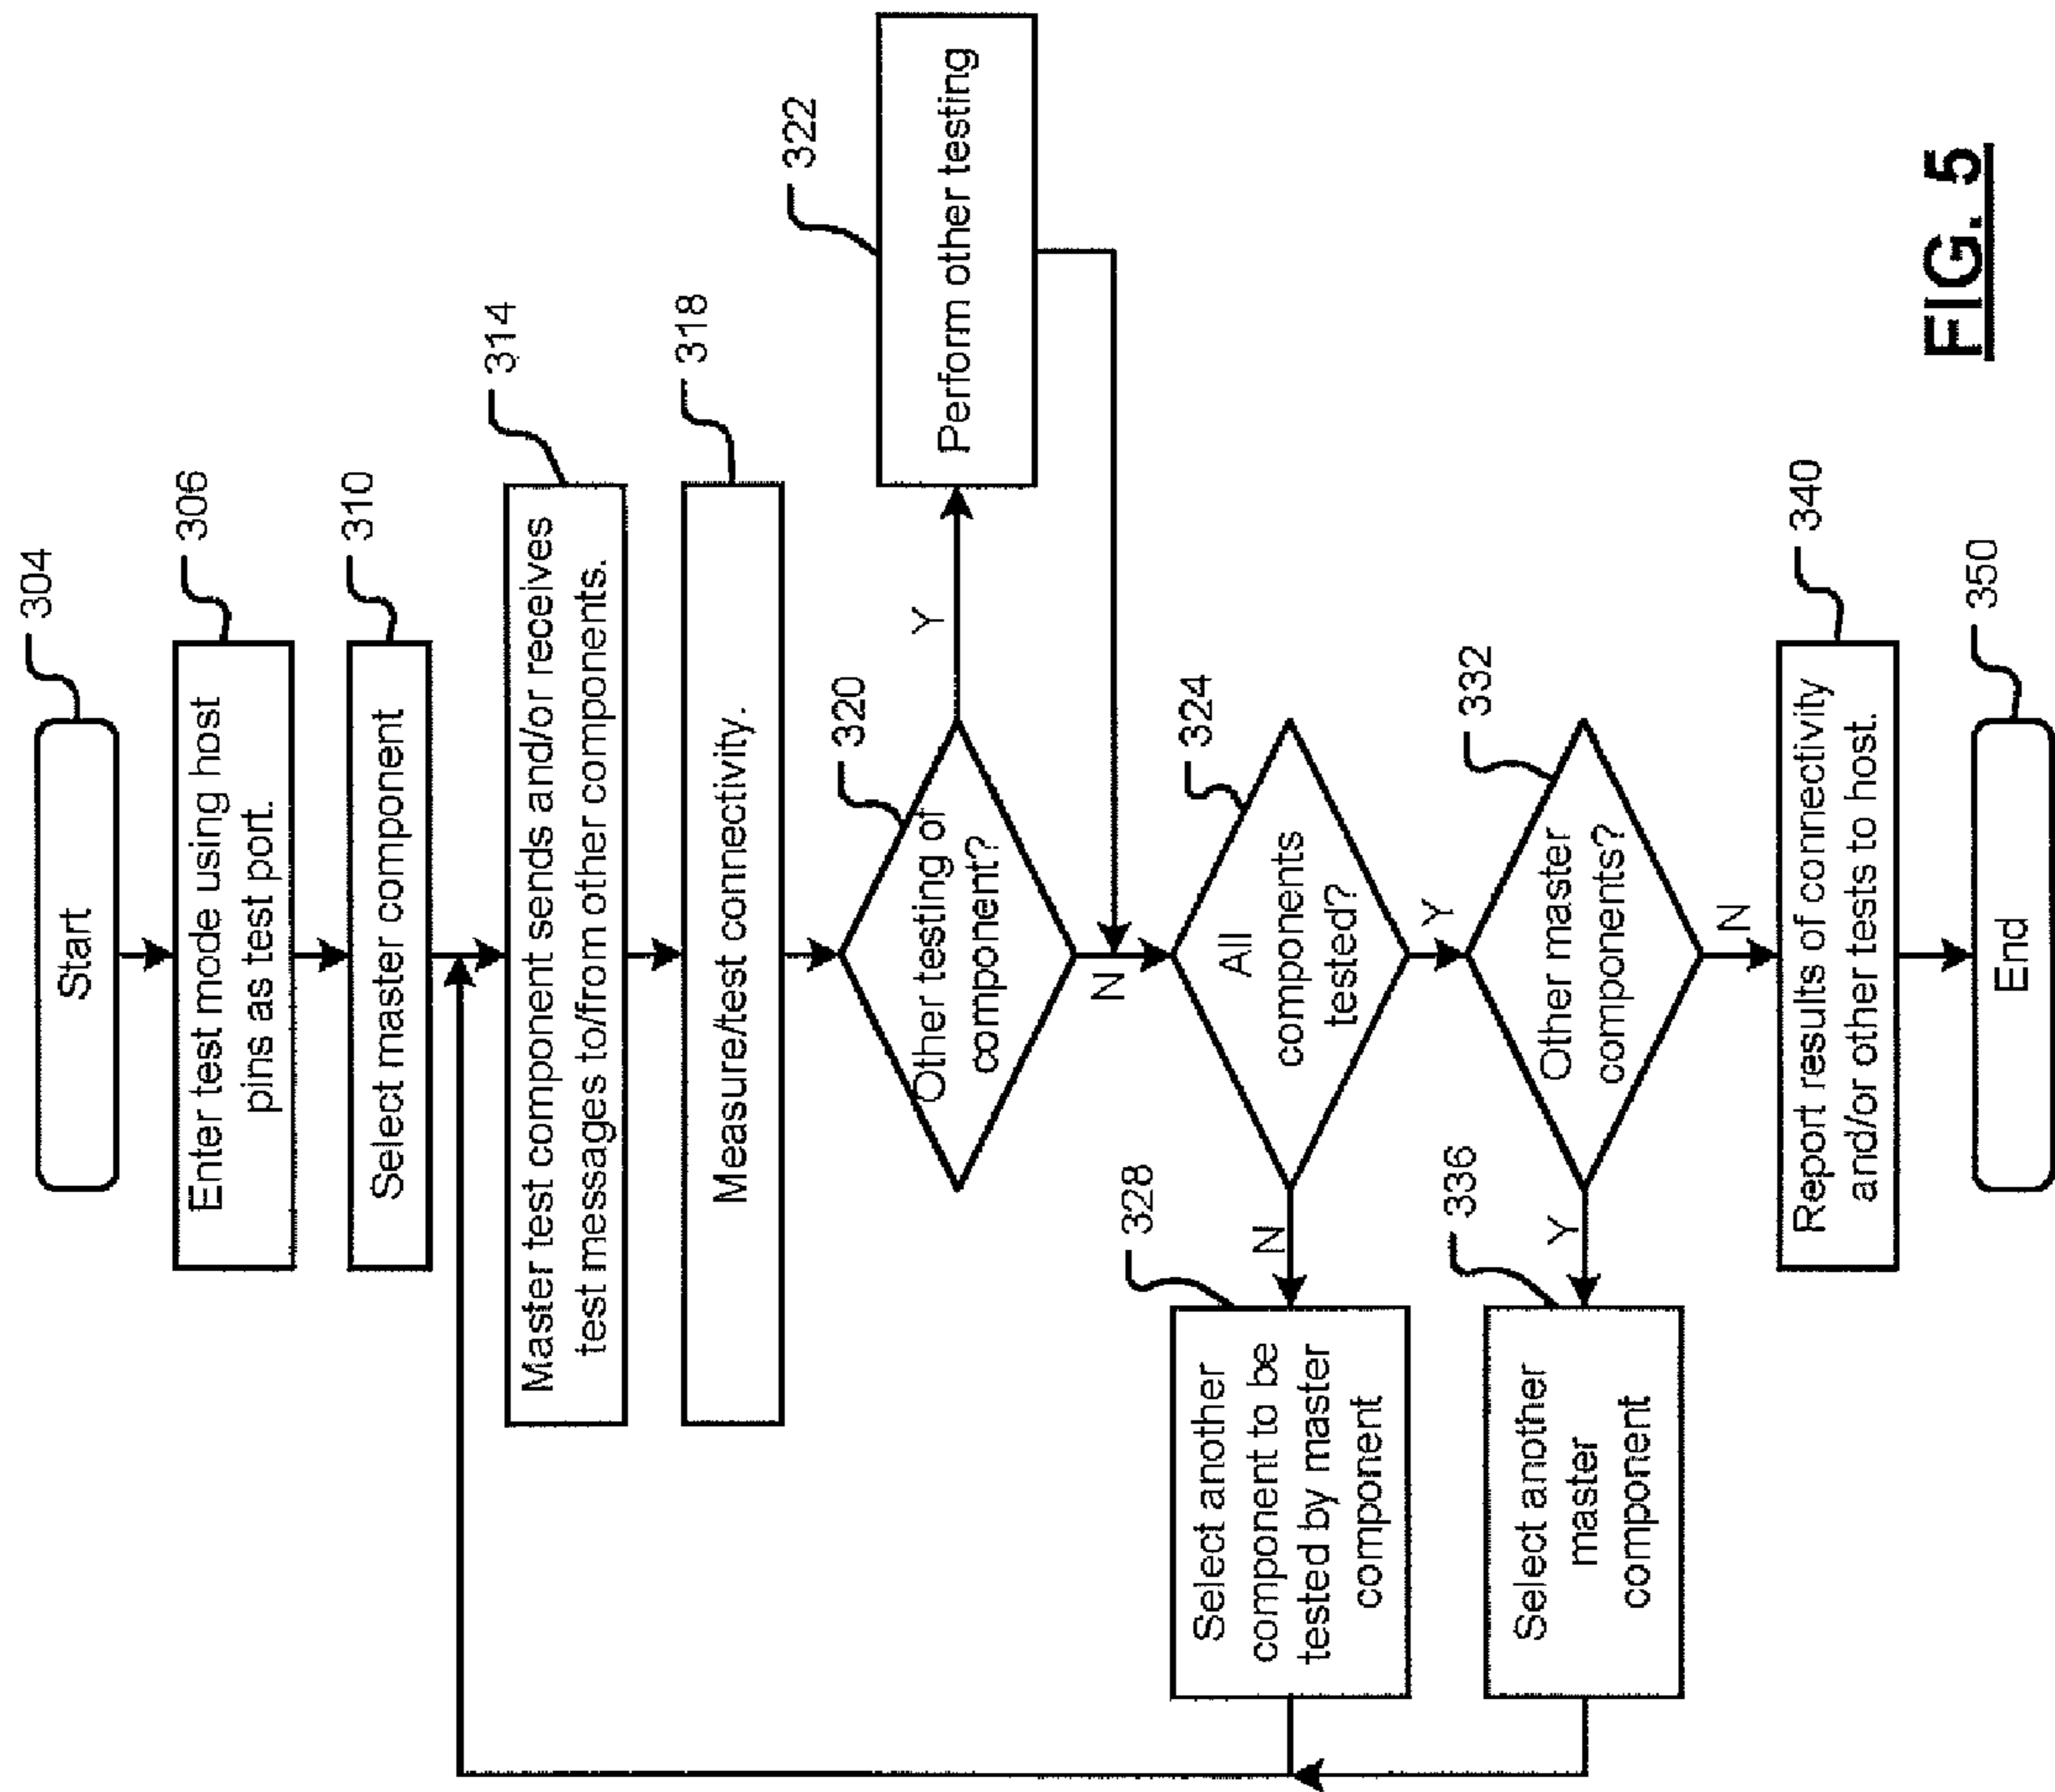 304
Start
306
Enter test mode using host
pins as test port.
310
Select master component
314
Master test component sends and/or receives
test messages to/from other components.
318
Measure/test connectivity.
320
Other testing of
component?
Y
322
Perform other testing
N
324
All
components
tested?
N
328
Select another
component to be
tested by master
component
Y
332
Other master
components?
Y
336
Select another
master
component
N
340
Report results of connectivity
and/or other tests to host.
350
End
FIG. 5